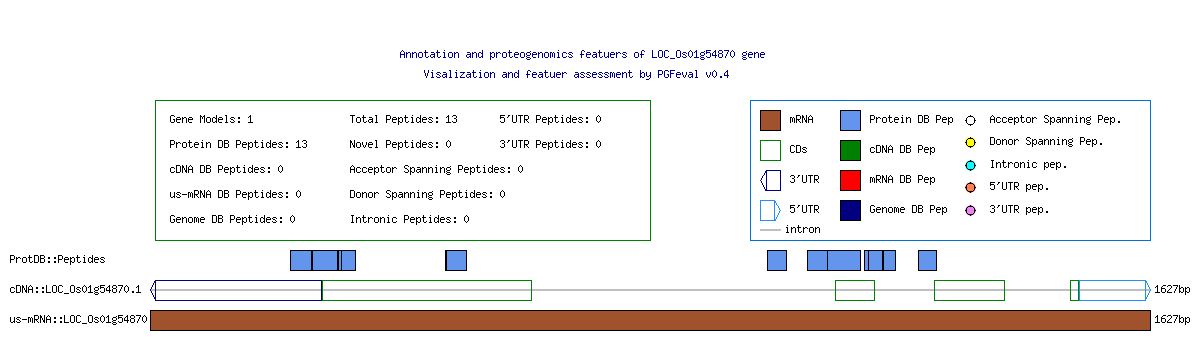 Annotation and proteogenomics featuers of LOC_Os01g54870 gene
Visalization and featuer assessment by PGFeval v0.4
Gene Models: 1 Total Peptides: 13 5'UTR Peptides: 0
Protein DB Peptides: 13 Novel Peptides: 0 3'UTR Peptides: 0
cDNA DB Peptides: 0 Acceptor Spanning Peptides: 0
us-mRNA DB Peptides: 0 Donor Spanning Peptides: 0
Genome DB Peptides: 0 Intronic Peptides: 0
mRNA Protein DB Pep Acceptor Spanning Pep.
CDs cDNA DB Pep Donor Spanning Pep.
3'UTR mRNA DB Pep Intronic pep.
5'UTR Genome DB Pep 5'UTR pep.
intron 3'UTR pep.
ProtDB::Peptides
cDNA::LOC_Os01g54870.1 1627bp
us-mRNA::LOC_Os01g54870 1627bp